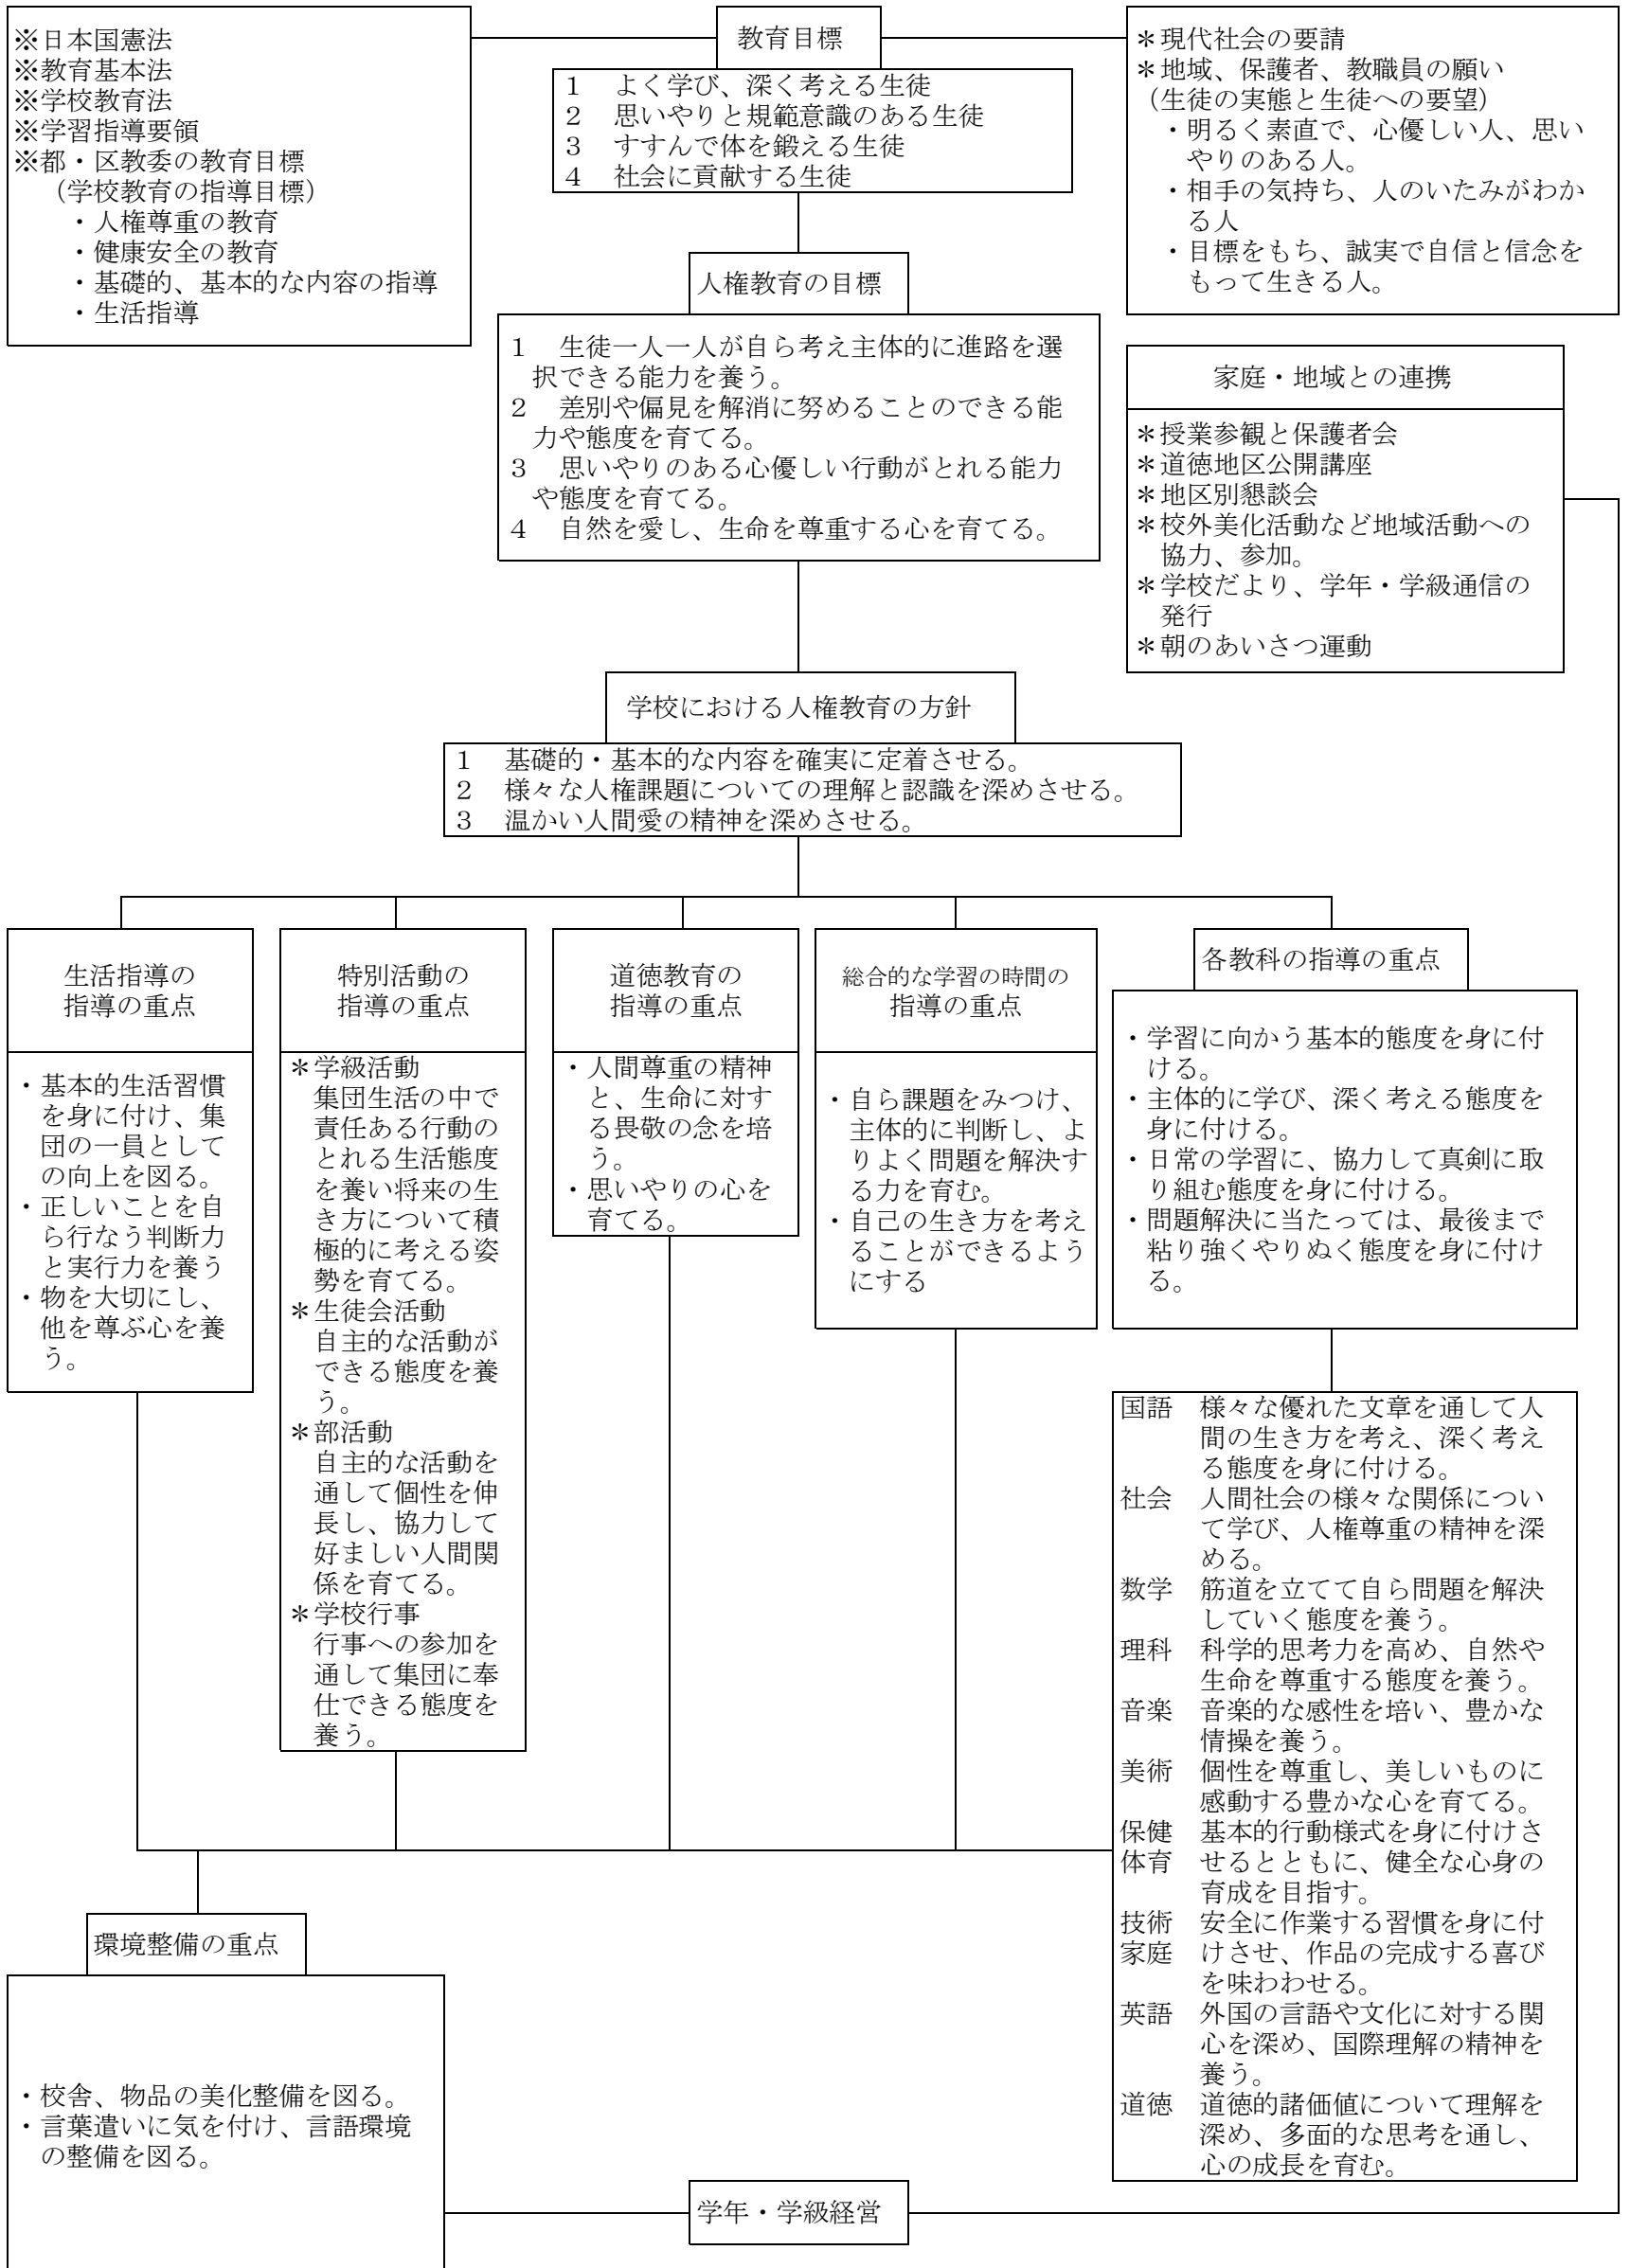 ※日本国憲法
※教育基本法
※学校教育法
※学習指導要領
※都・区教委の教育目標
（学校教育の指導目標）
・人権尊重の教育
・健康安全の教育
・基礎的、基本的な内容の指導
・生活指導
教育目標
１　よく学び、深く考える生徒
２　思いやりと規範意識のある生徒
３　すすんで体を鍛える生徒
４　社会に貢献する生徒
＊現代社会の要請
＊地域、保護者、教職員の願い
（生徒の実態と生徒への要望）
・明るく素直で、心優しい人、思い
やりのある人。
・相手の気持ち、人のいたみがわか
る人
・目標をもち、誠実で自信と信念を
もって生きる人。
人権教育の目標
１　生徒一人一人が自ら考え主体的に進路を選
択できる能力を養う。
２　差別や偏見を解消に努めることのできる能
力や態度を育てる。
３　思いやりのある心優しい行動がとれる能力
や態度を育てる。
４　自然を愛し、生命を尊重する心を育てる。
家庭・地域との連携
＊授業参観と保護者会
＊道徳地区公開講座
＊地区別懇談会
＊校外美化活動など地域活動への
協力、参加。
＊学校だより、学年・学級通信の
発行
＊朝のあいさつ運動
学校における人権教育の方針
１　基礎的・基本的な内容を確実に定着させる。
２　様々な人権課題についての理解と認識を深めさせる。
３　温かい人間愛の精神を深めさせる。
生活指導の
指導の重点
・基本的生活習慣
を身に付け、集
団の一員として
の向上を図る。
・正しいことを自
ら行なう判断力
と実行力を養う
・物を大切にし、
他を尊ぶ心を養
う。
特別活動の
指導の重点
＊学級活動
集団生活の中で
責任ある行動の
とれる生活態度
を養い将来の生
き方について積
極的に考える姿
勢を育てる。
＊生徒会活動
自主的な活動が
できる態度を養
う。
＊部活動
自主的な活動を
通して個性を伸
長し、協力して
好ましい人間関
係を育てる。
＊学校行事
行事への参加を
通して集団に奉
仕できる態度を
養う。
道徳教育の
指導の重点
・人間尊重の精神
と、生命に対す
る畏敬の念を培
う。
・思いやりの心を
育てる。
総合的な学習の時間の
指導の重点
・自ら課題をみつけ、
主体的に判断し、よ
りよく問題を解決す
る力を育む。
・自己の生き方を考え
ることができるよう
にする
各教科の指導の重点
・学習に向かう基本的態度を身に付
ける。
・主体的に学び、深く考える態度を
身に付ける。
・日常の学習に、協力して真剣に取
り組む態度を身に付ける。
・問題解決に当たっては、最後まで
粘り強くやりぬく態度を身に付け
る。
国語　様々な優れた文章を通して人
間の生き方を考え、深く考え
る態度を身に付ける。
社会　人間社会の様々な関係につい
て学び、人権尊重の精神を深
める。
数学　筋道を立てて自ら問題を解決
していく態度を養う。
理科　科学的思考力を高め、自然や
生命を尊重する態度を養う。
音楽　音楽的な感性を培い、豊かな
情操を養う。
美術　個性を尊重し、美しいものに
感動する豊かな心を育てる。
保健　基本的行動様式を身に付けさ
体育　せるとともに、健全な心身の
育成を目指す。
技術　安全に作業する習慣を身に付
家庭　けさせ、作品の完成する喜び
を味わわせる。
英語　外国の言語や文化に対する関
心を深め、国際理解の精神を
養う。
道徳　道徳的諸価値について理解を
深め、多面的な思考を通し、
心の成長を育む。
環境整備の重点
・校舎、物品の美化整備を図る。
・言葉遣いに気を付け、言語環境
の整備を図る。
学年・学級経営